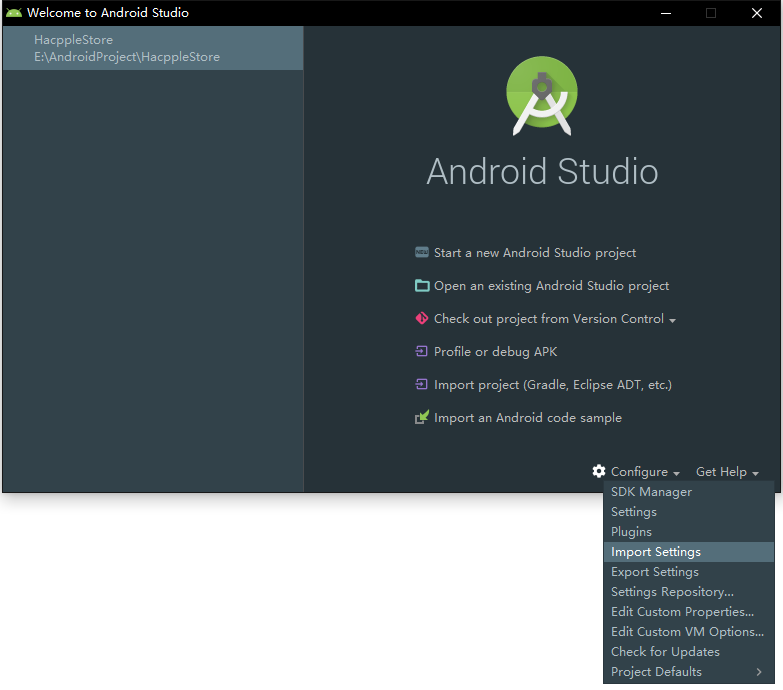 Welcome to Android Studio
HacppleStore
E:\AndroidProject\HacppleStore
Android Studio
NEW Start a new Android Studio project
Open an existing Android Studio project
Check out project from Version Control
Profile or debug APK
Import project (Gradle, Eclipse ADT, etc.)
Import an Android code sample
Configure Get Help
SDK Manager
Settings
Plugins
Import Settings
Export Settings
Settings Repository...
Edit Custom Properties...
Edit Custom VM Options...
Check for Updates
Project Defaults